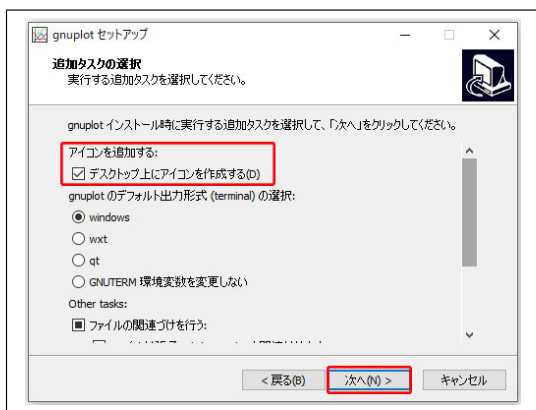 gnuplot セットアップ
追加タスクの選択
実行する追加タスクを選択してください。
gnuplot インストール時に実行する追加タスクを選択して、「次へ」をクリックしてください。
アイコンを追加する:
デスクトップ上にアイコンを作成する(D)
gnuplot のデフォルト出力形式 (terminal) の選択:
windows
wxt
qt
GNUTERM 環境変数を変更しない
Other tasks:
ファイルの関連づけを行う:
< 戻る(B) 次へ(N) > キャンセル